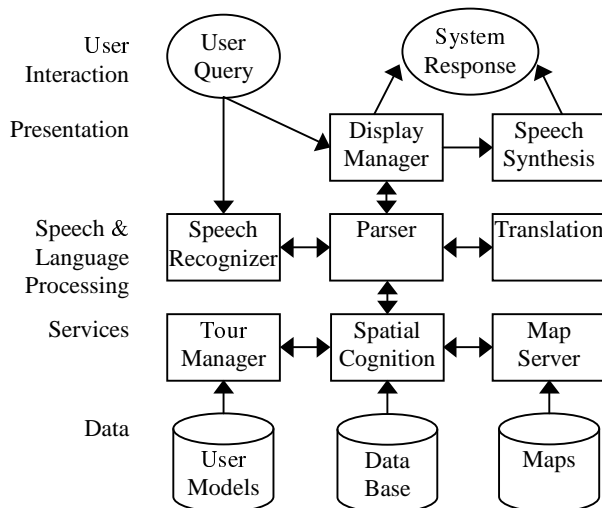 User
Interaction
User
Query
System
Response
Presentation
Display
Manager
Speech
Synthesis
Speech &
Language
Processing
Speech
Recognizer
Parser
Translation
Services
Tour
Manager
Spatial
Cognition
Map
Server
Data
User
Models
Data
Base
Maps